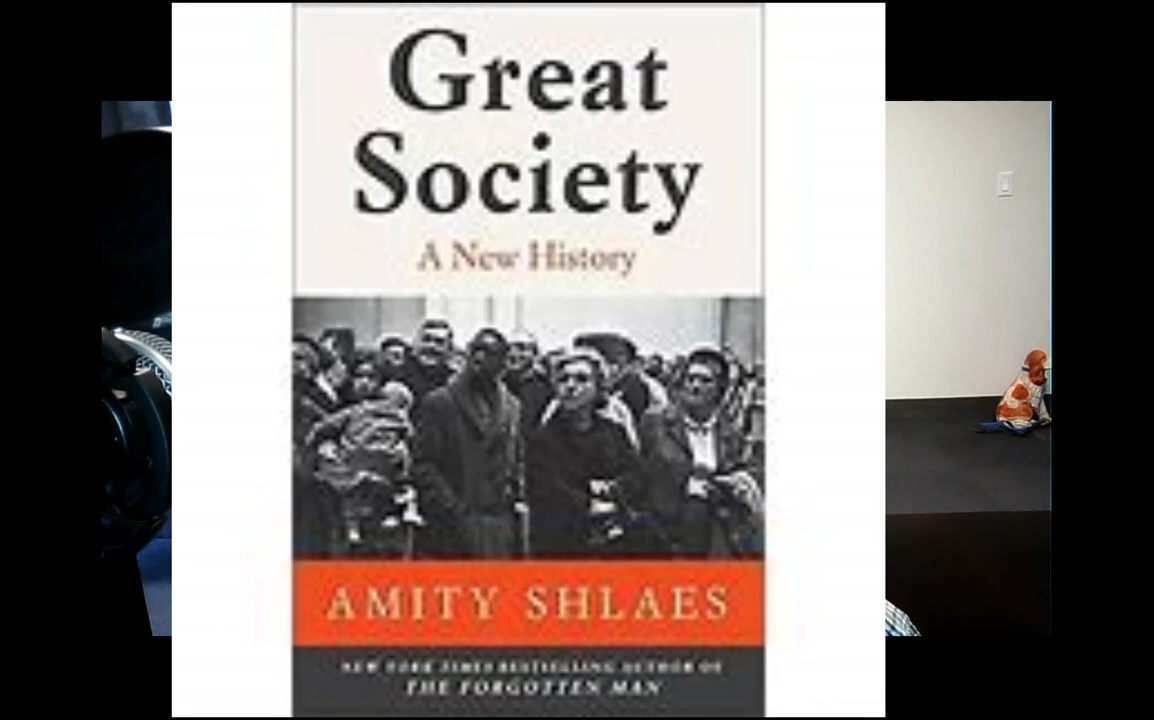 Great
Society
A New History
AMITY SHLAES
NEW YORK TIMES BESTSELLING AUTHOR OF
THE FORGOTTEN MAN